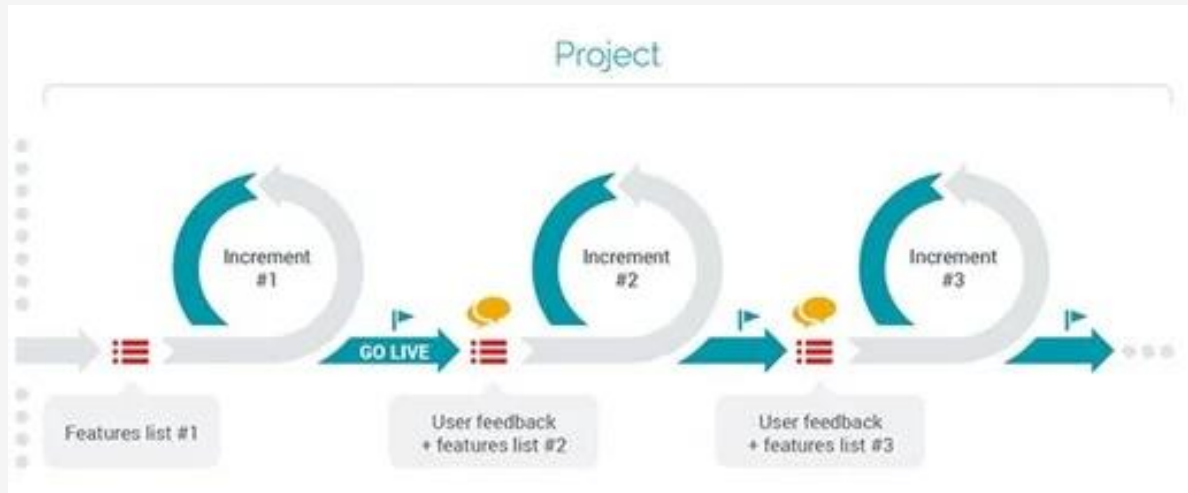 Project
Increment
#1
Increment
#2
Increment
#3
GO LIVE
Features list #1
User feedback
+ features list #2
User feedback
+ features list #3